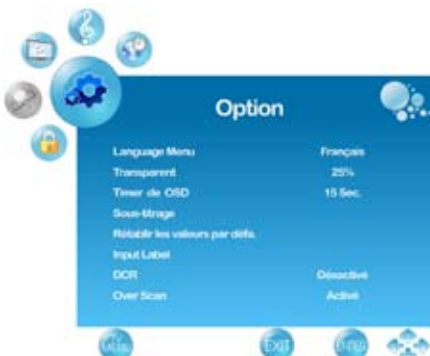 Option
Language Menu Français
Transparent 25%
Timer de OSD 15 Sec.
Sous-titrage
Rétablir les valeurs par défa.
Input Label
DCR Désactivé
Over Scan Activé
EXIT ENTER